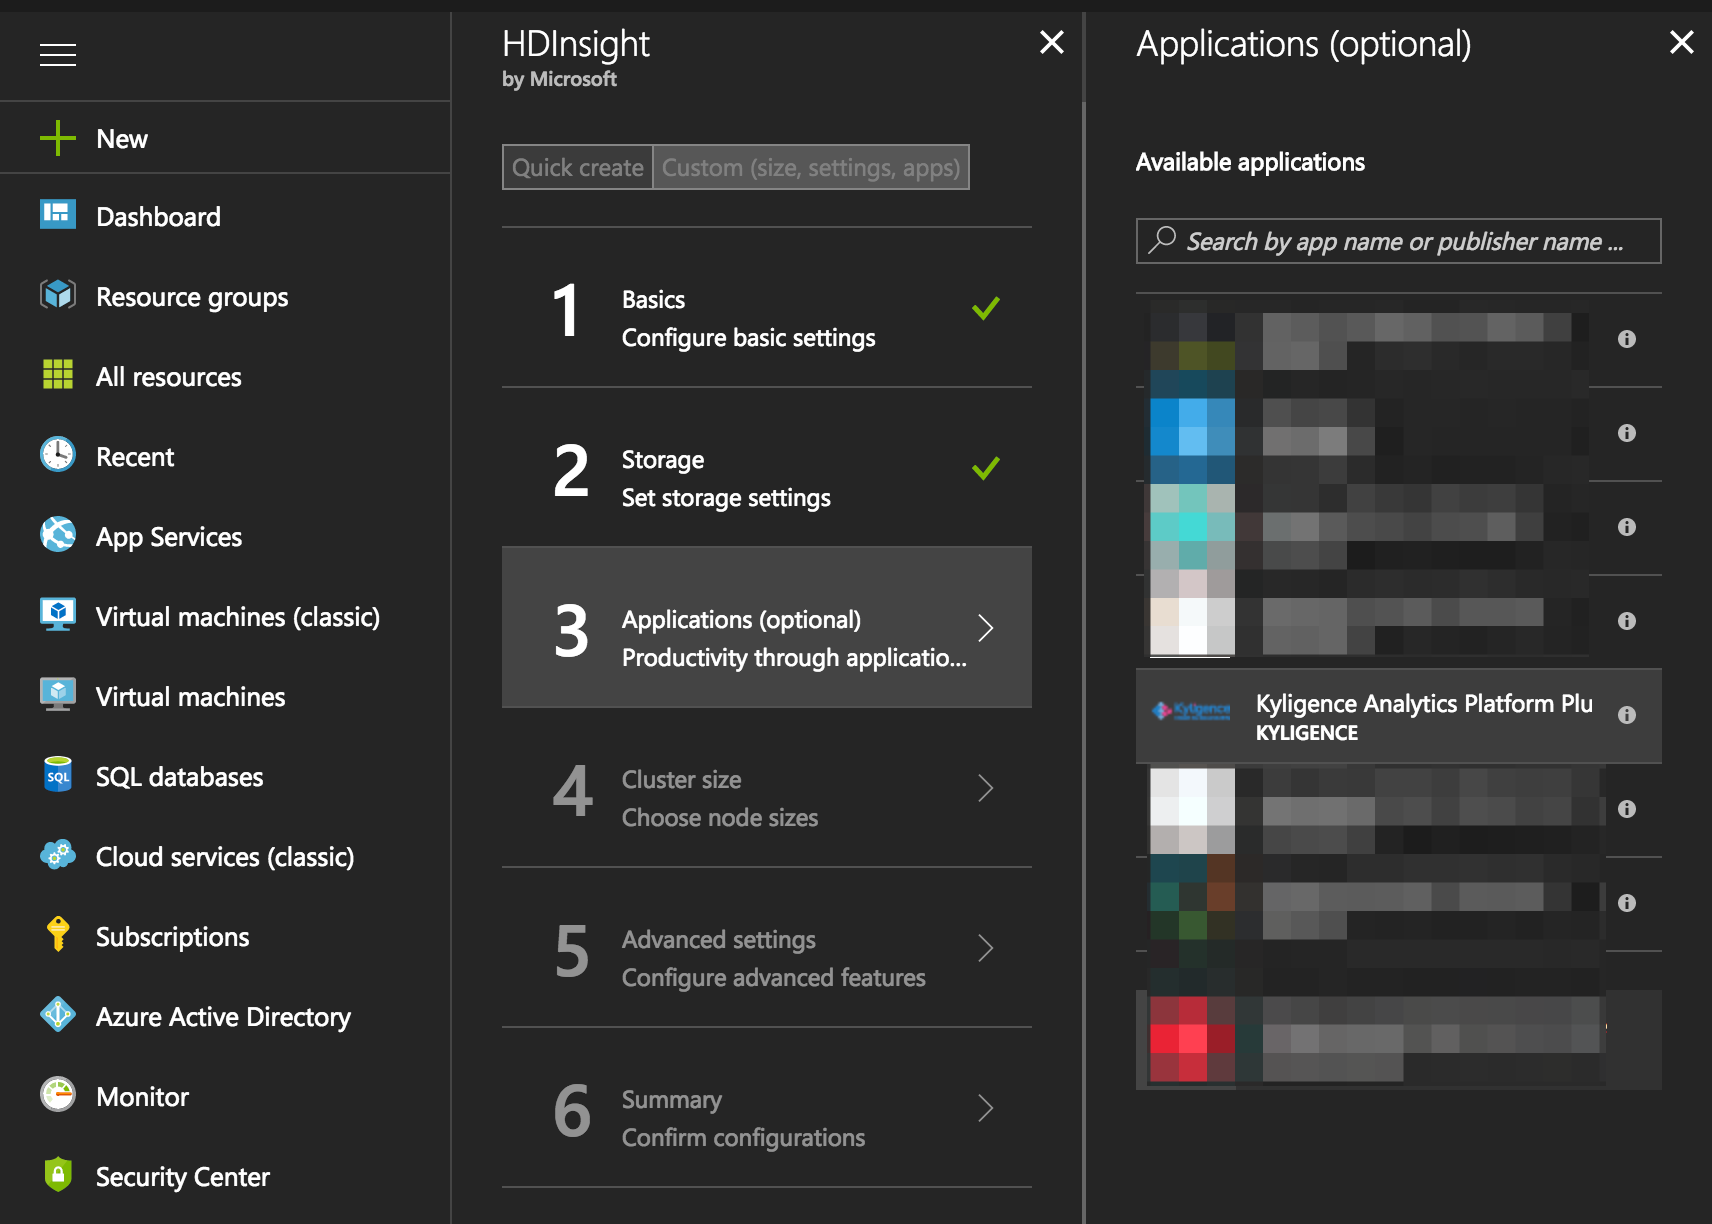 New
Dashboard
Resource groups
All resources
Recent
App Services
Virtual machines (classic)
Virtual machines
SQL
SQL databases
Cloud services (classic)
Subscriptions
Azure Active Directory
Monitor
Security Center
HDInsight
by Microsoft
Quick create
Custom (size, settings, apps)
1
Basics
Configure basic settings
2
Storage
Set storage settings
3
Applications (optional)
Productivity through applicatio...
4
Cluster size
Choose node sizes
5
Advanced settings
Configure advanced features
6
Summary
Confirm configurations
Applications (optional)
Available applications
Search by app name or publisher name ...
Kyligence
Kyligence Analytics Platform Plu
KYLIGENCE